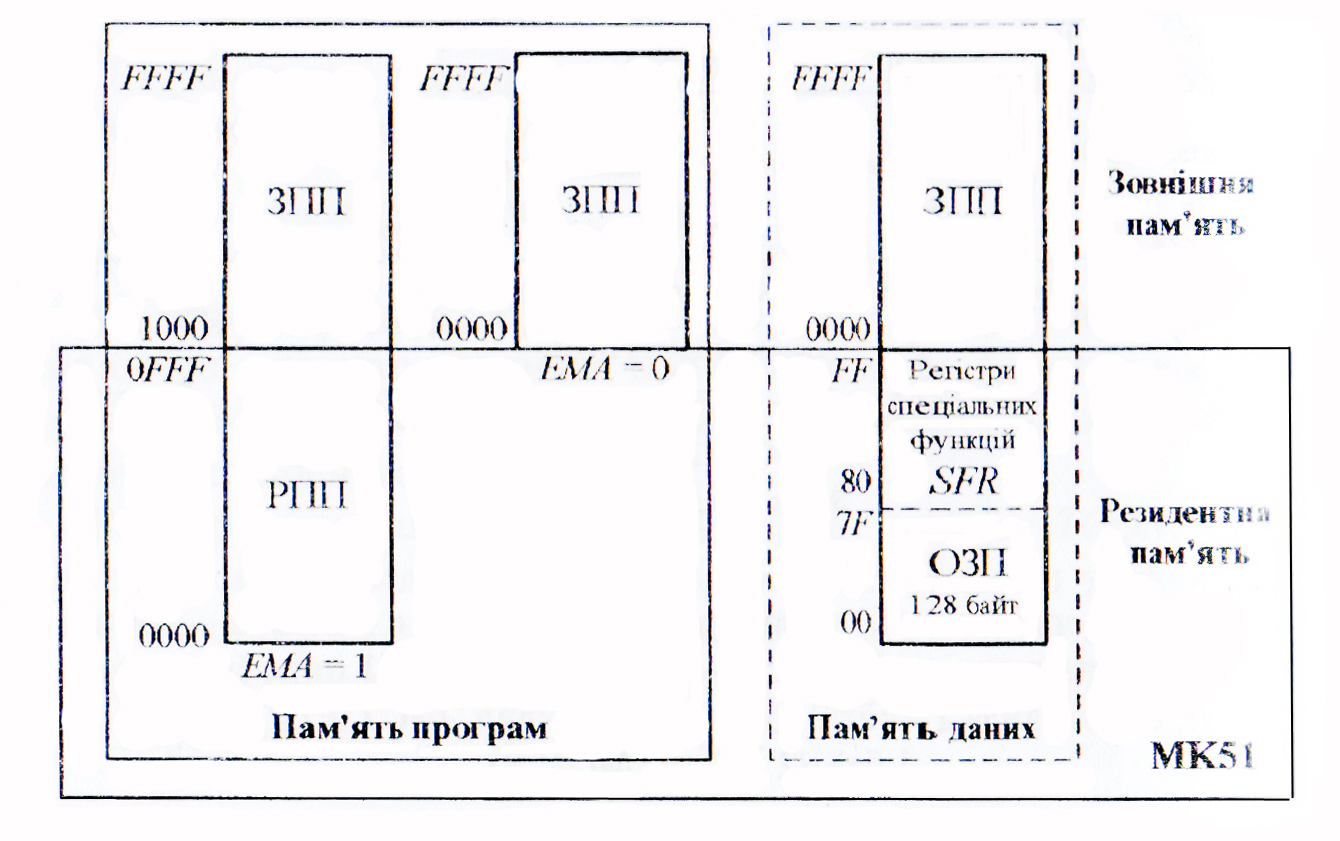 FFFF
FFFF
FFFF
ЗПП
ЗПП
ЗПП
Зовнішня
пам’ять
1000
0000
0000
0FFF
EMA = 0
FF
Регістри
спеціальних
функцій
SFR
80
РПП
7F
Резидентна
пам’ять
ОЗП
128 байт
00
0000
EMA = 1
Пам'ять програм
Пам’ять даних
МК51